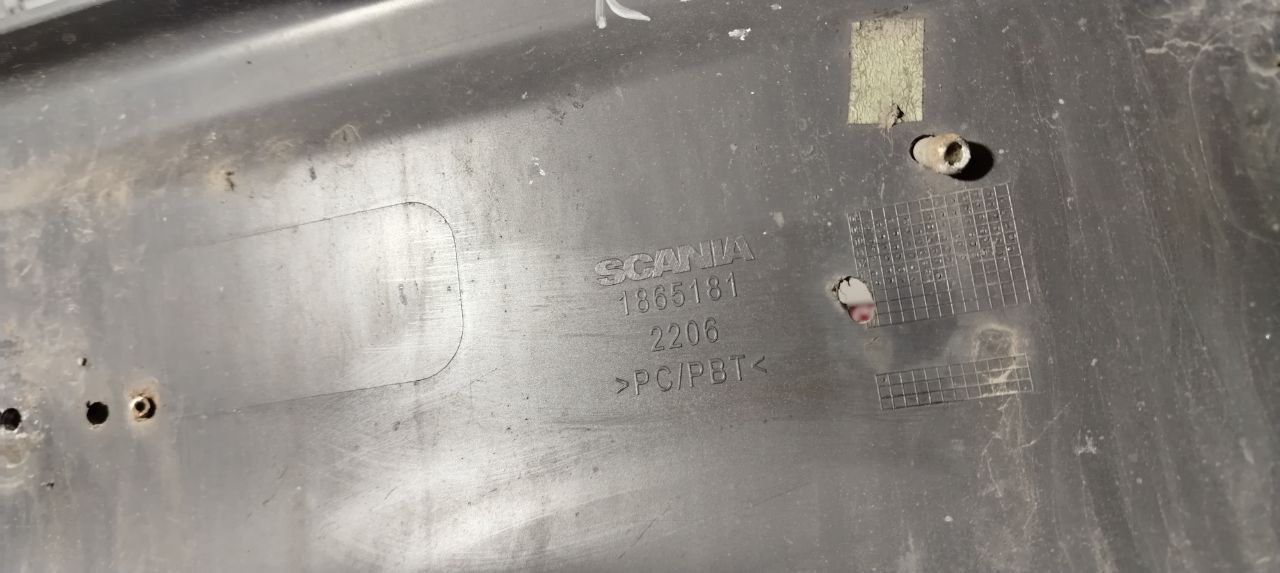 SCANIA
1865181
2206
>PC/PBT<